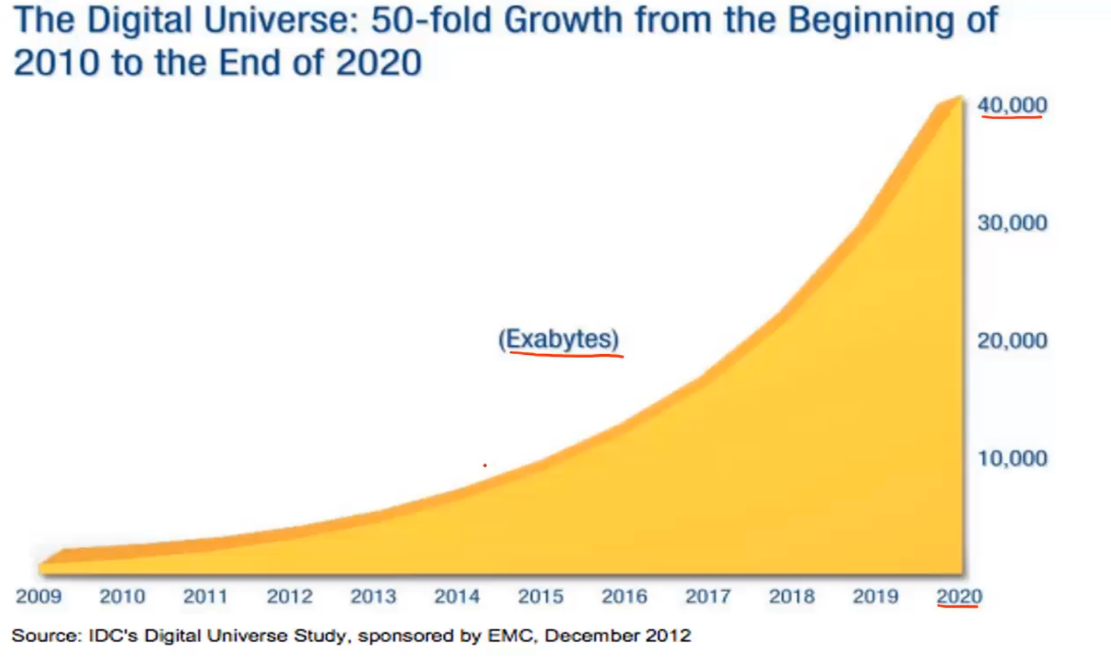 The Digital Universe: 50-fold Growth from the Beginning of
2010 to the End of 2020
40,000
30,000
(Exabytes)
20,000
10,000
2009 2010 2011 2012 2013 2014 2015 2016 2017 2018 2019 2020
Source: IDC's Digital Universe Study, sponsored by EMC, December 2012